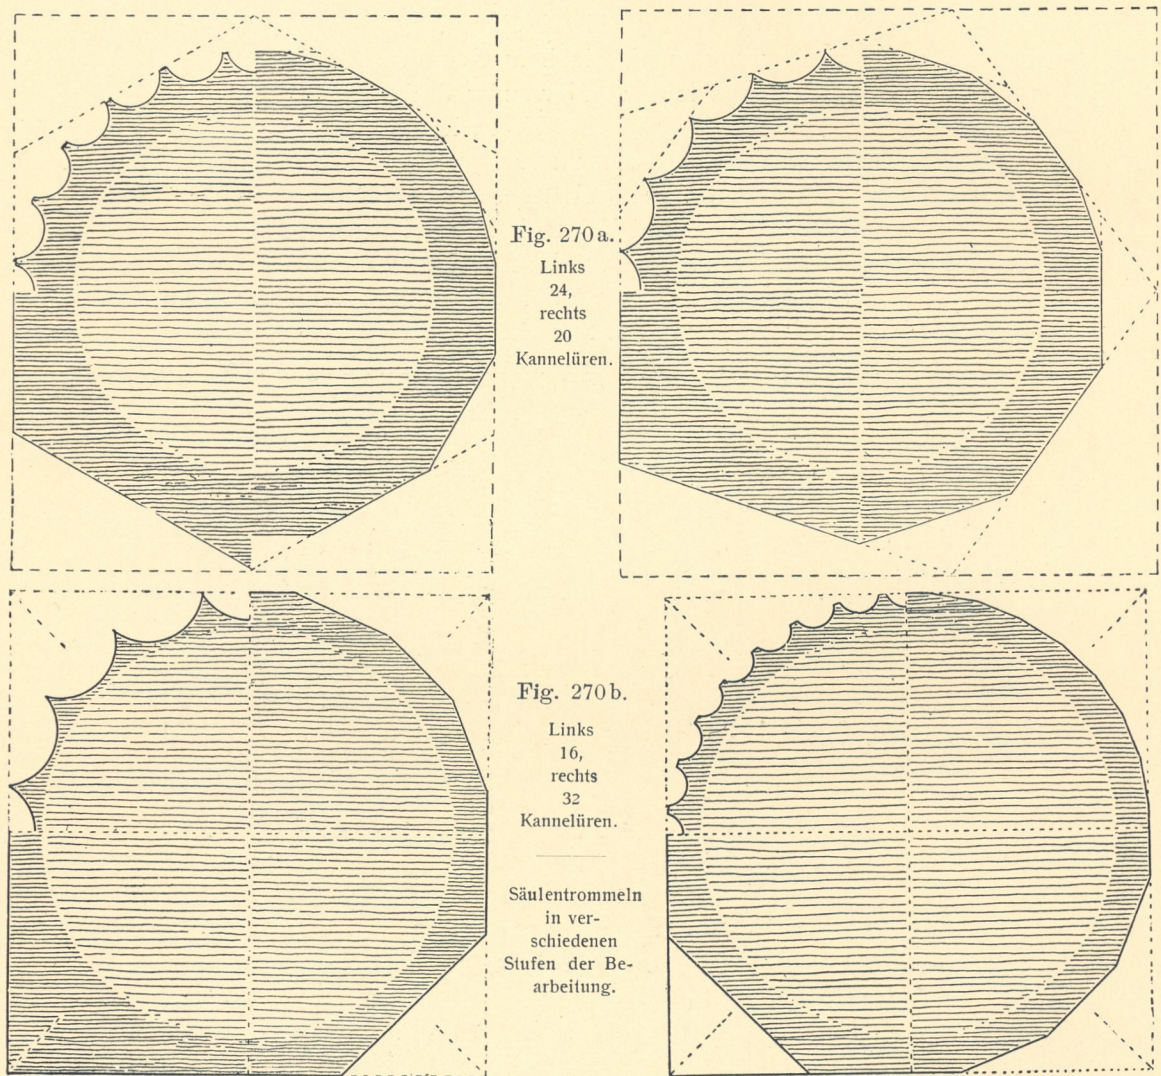 Fig. 270 a.
Links
24,
rechts
20
Kannelüren.
Fig. 270 b.
Links
16,
rechts
32
Kannelüren.
Säulentrommeln
in ver-
schiedenen
Stufen der Be-
arbeitung.